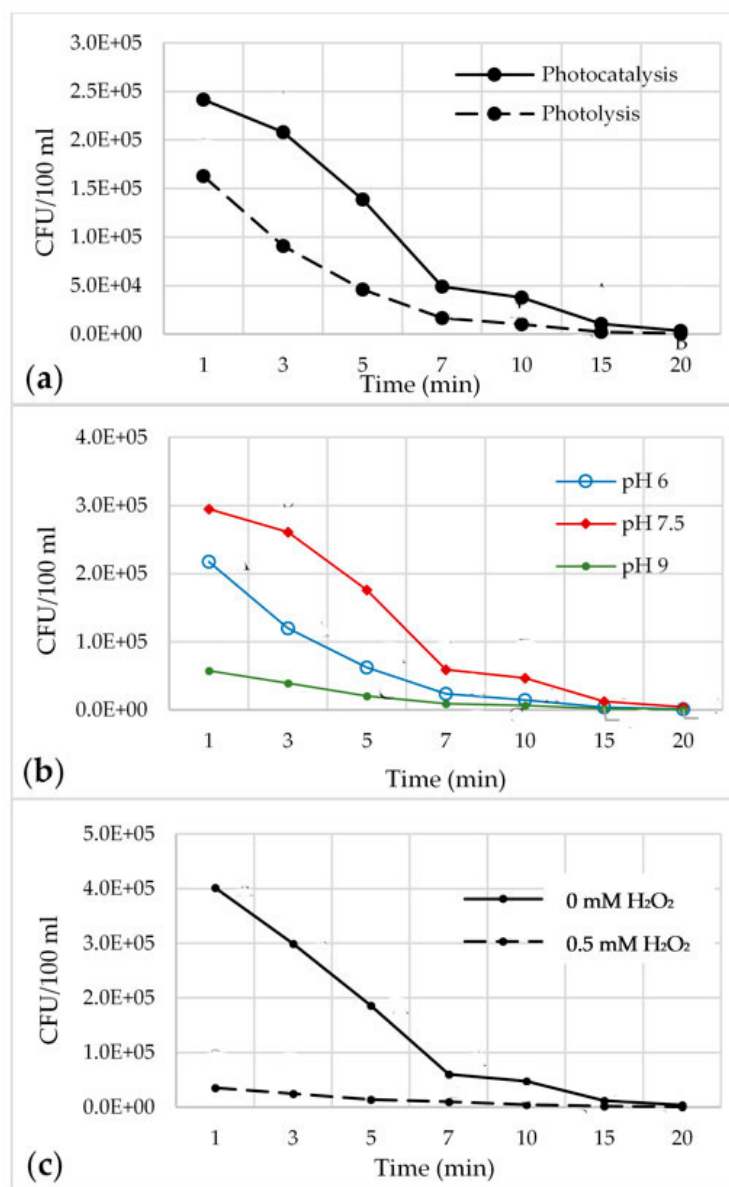 3.0E+05
2.5E+05
2.0E+05
1.5E+05
1.0E+05
5.0E+04
0.0E+00
CFU/100 ml
Photocatalysis
Photolysis
B
1 3 5 7 10 15 20
Time (min)
(a)
4.0E+05
3.0E+05
2.0E+05
1.0E+05
0.0E+00
CFU/100 ml
pH 6
pH 7.5
pH 9
1 3 5 7 10 15 20
Time (min)
(b)
5.0E+05
4.0E+05
3.0E+05
2.0E+05
1.0E+05
0.0E+00
CFU/100 ml
0 mM H₂O₂
0.5 mM H₂O₂
1 3 5 7 10 15 20
Time (min)
(c)